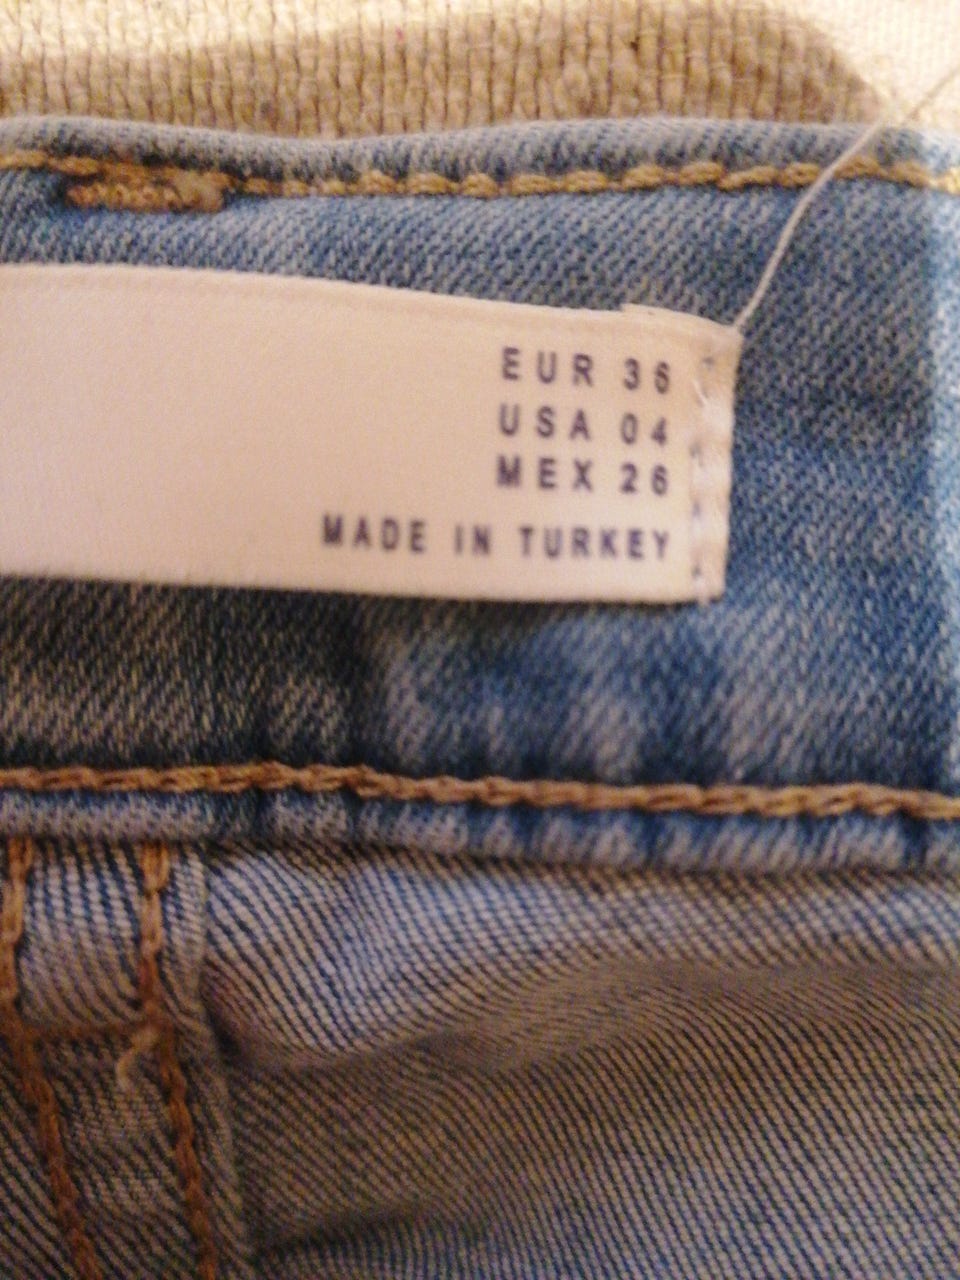 EUR 36
USA 04
MEX 26
MADE IN TURKEY